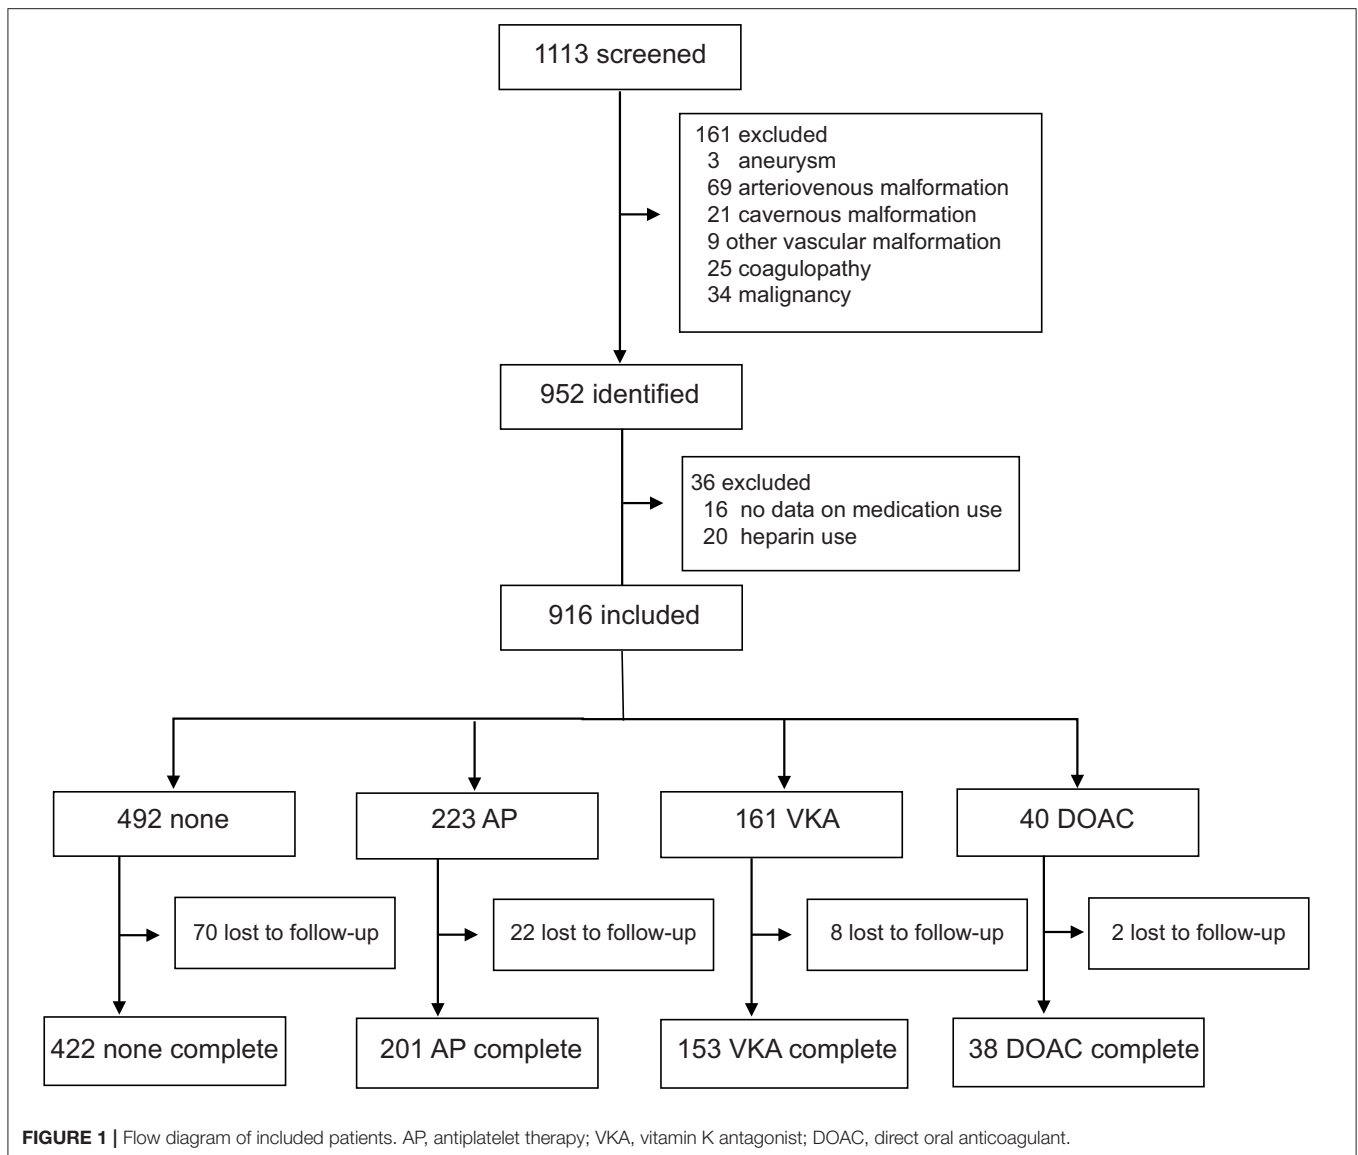 1113 screened
161 excluded
3 aneurysm
69 arteriovenous malformation
21 cavernous malformation
9 other vascular malformation
25 coagulopathy
34 malignancy
952 identified
36 excluded
16 no data on medication use
20 heparin use
916 included
492 none
223 AP
161 VKA
40 DOAC
70 lost to follow-up
22 lost to follow-up
8 lost to follow-up
2 lost to follow-up
422 none complete
201 AP complete
153 VKA complete
38 DOAC complete
FIGURE 1 | Flow diagram of included patients. AP, antiplatelet therapy; VKA, vitamin K antagonist; DOAC, direct oral anticoagulant.